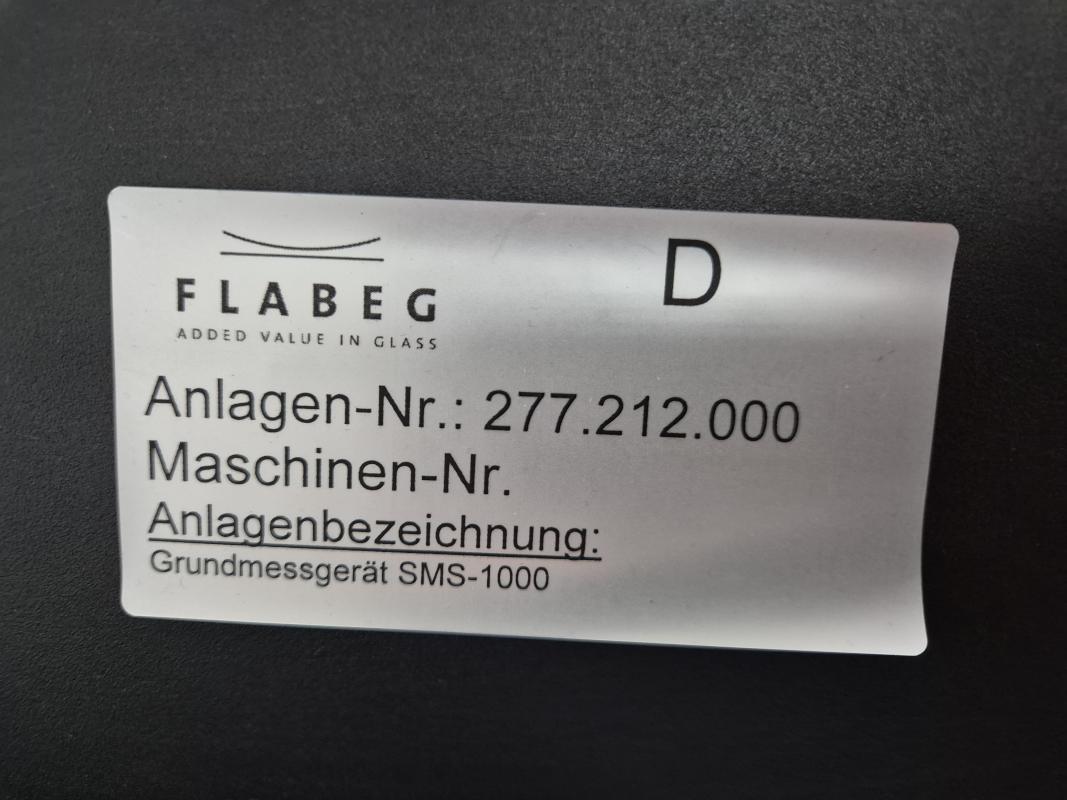 FLABEG
ADDED VALUE IN GLASS
D
Anlagen-Nr.: 277.212.000
Maschinen-Nr.
Anlagenbezeichnung:
Grundmessgerät SMS-1000